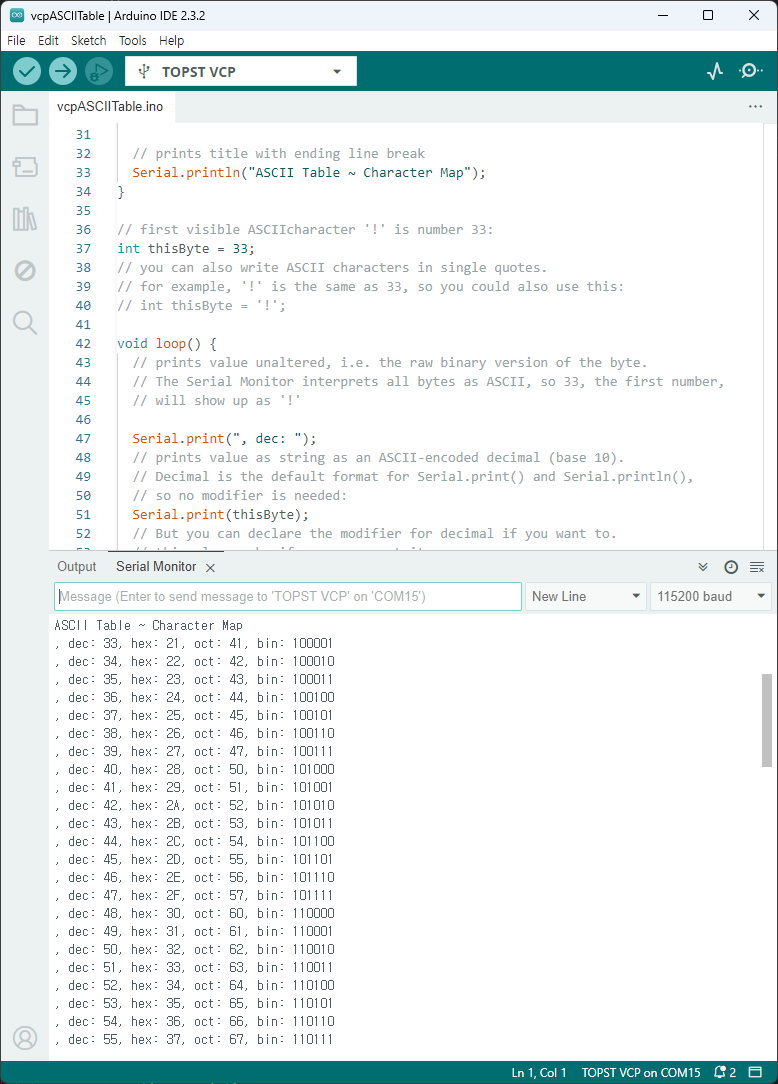 vcpASCIITable | Arduino IDE 2.3.2
File Edit Sketch Tools Help
TOPST VCP
vcpASCIITable.ino
31
32 // prints title with ending line break
33 Serial.println("ASCII Table ~ Character Map");
34 }
35
36 // first visible ASCIIcharacter '!' is number 33:
37 int thisByte = 33;
38 // you can also write ASCII characters in single quotes.
39 // for example, '!' is the same as 33, so you could also use this:
40 // int thisByte = '!';
41
42 void loop() {
43 // prints value unaltered, i.e. the raw binary version of the byte.
44 // The Serial Monitor interprets all bytes as ASCII, so 33, the first number,
45 // will show up as '!'
46
47 Serial.print(", dec: ");
48 // prints value as string as an ASCII-encoded decimal (base 10).
49 // Decimal is the default format for Serial.print() and Serial.println(),
50 // so no modifier is needed:
51 Serial.print(thisByte);
52 // But you can declare the modifier for decimal if you want to.
Output Serial Monitor
Message (Enter to send message to 'TOPST VCP' on 'COM15') New Line 115200 baud
ASCII Table ~ Character Map
, dec: 33, hex: 21, oct: 41, bin: 100001
, dec: 34, hex: 22, oct: 42, bin: 100010
, dec: 35, hex: 23, oct: 43, bin: 100011
, dec: 36, hex: 24, oct: 44, bin: 100100
, dec: 37, hex: 25, oct: 45, bin: 100101
, dec: 38, hex: 26, oct: 46, bin: 100110
, dec: 39, hex: 27, oct: 47, bin: 100111
, dec: 40, hex: 28, oct: 50, bin: 101000
, dec: 41, hex: 29, oct: 51, bin: 101001
, dec: 42, hex: 2A, oct: 52, bin: 101010
, dec: 43, hex: 2B, oct: 53, bin: 101011
, dec: 44, hex: 2C, oct: 54, bin: 101100
, dec: 45, hex: 2D, oct: 55, bin: 101101
, dec: 46, hex: 2E, oct: 56, bin: 101110
, dec: 47, hex: 2F, oct: 57, bin: 101111
, dec: 48, hex: 30, oct: 60, bin: 110000
, dec: 49, hex: 31, oct: 61, bin: 110001
, dec: 50, hex: 32, oct: 62, bin: 110010
, dec: 51, hex: 33, oct: 63, bin: 110011
, dec: 52, hex: 34, oct: 64, bin: 110100
, dec: 53, hex: 35, oct: 65, bin: 110101
, dec: 54, hex: 36, oct: 66, bin: 110110
, dec: 55, hex: 37, oct: 67, bin: 110111
Ln 1, Col 1 TOPST VCP on COM15 2